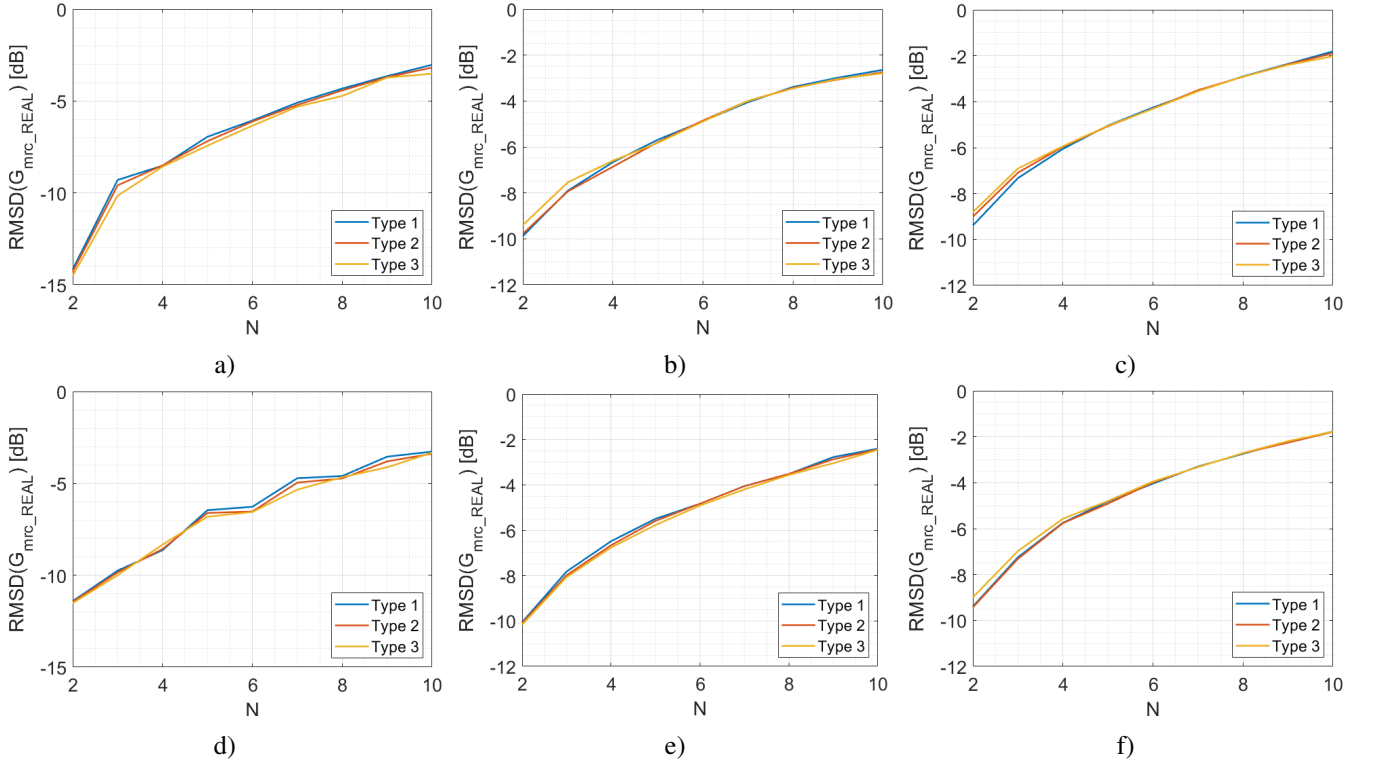 0
-5
-10
-15
RMSD(G_mrc_REAL) [dB]
2 4 6 8 10
N
Type 1
Type 2
Type 3
a)
0
-2
-4
-6
-8
-10
-12
RMSD(G_mrc_REAL) [dB]
2 4 6 8 10
N
Type 1
Type 2
Type 3
b)
0
-2
-4
-6
-8
-10
-12
RMSD(G_mrc_REAL) [dB]
2 4 6 8 10
N
Type 1
Type 2
Type 3
c)
0
-5
-10
-15
RMSD(G_mrc_REAL) [dB]
2 4 6 8 10
N
Type 1
Type 2
Type 3
d)
0
-2
-4
-6
-8
-10
-12
RMSD(G_mrc_REAL) [dB]
2 4 6 8 10
N
Type 1
Type 2
Type 3
e)
0
-2
-4
-6
-8
-10
-12
RMSD(G_mrc_REAL) [dB]
2 4 6 8 10
N
Type 1
Type 2
Type 3
f)